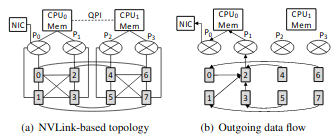 NIC CPU0 Mem QPI CPU1 Mem
P0 P1 P2 P3
0 2 4 6
1 3 5 7
(a) NVLink-based topology
NIC CPU0 Mem CPU1 Mem
P0 P1 P2 P3
0 2 4 6
1 3 5 7
(b) Outgoing data flow